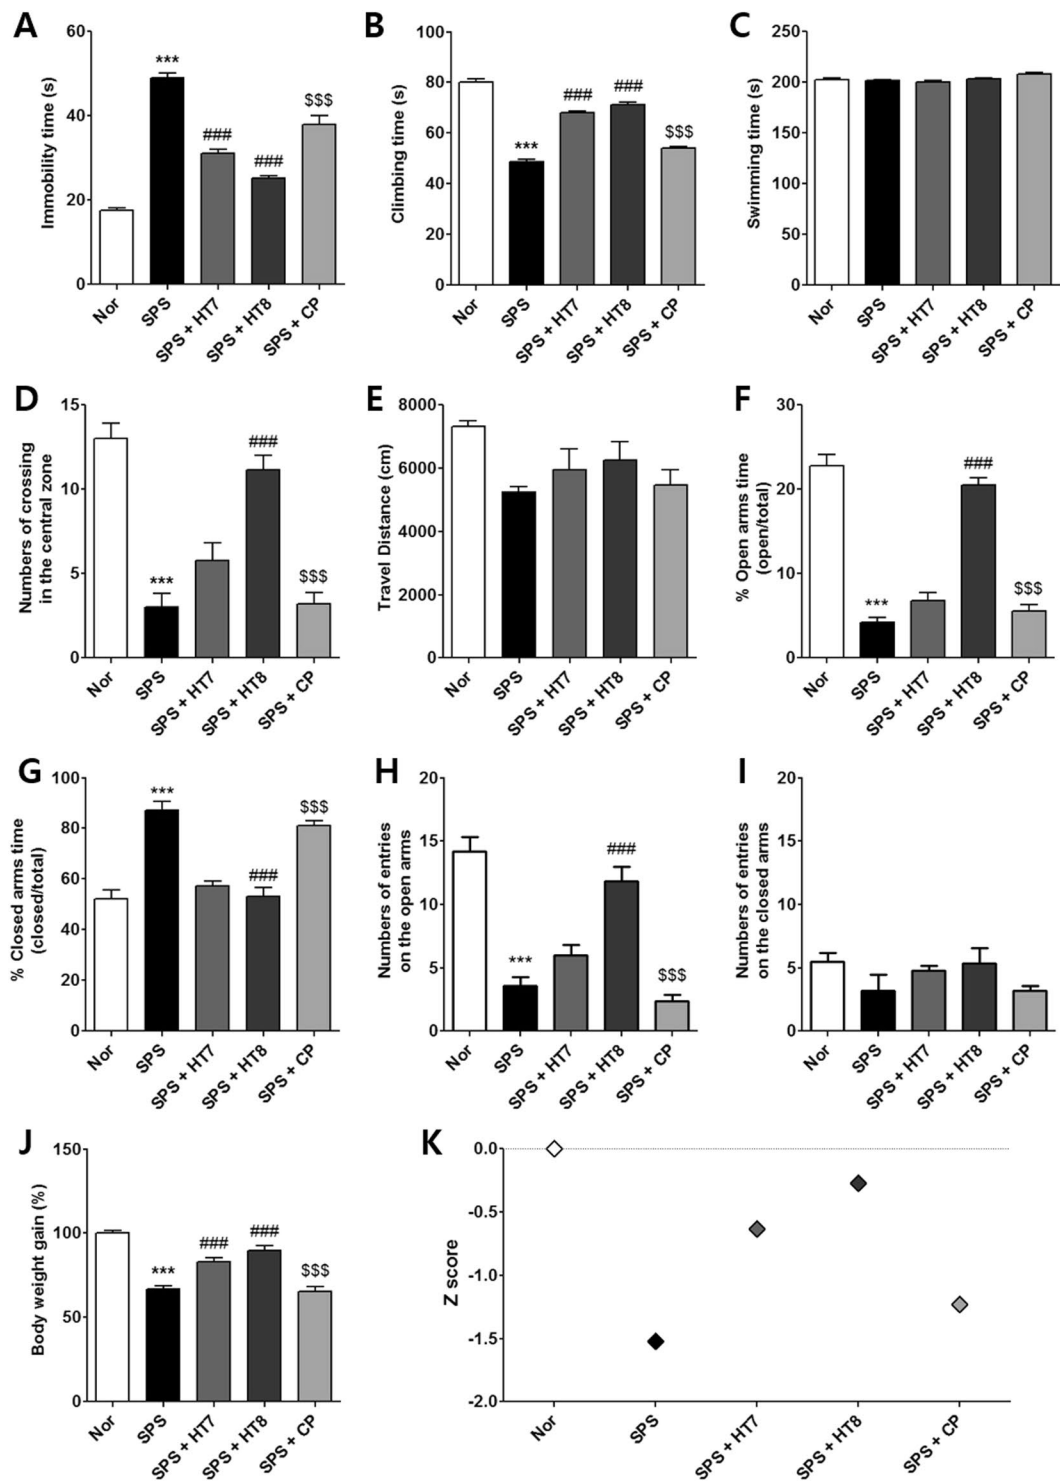 A
Immobility time (s)
60
40
20
0
***
###
###
$$$
Nor
SPS
SPS + HT7
SPS + HT8
SPS + CP
B
Climbing time (s)
100
80
60
40
20
0
***
###
###
$$$
Nor
SPS
SPS + HT7
SPS + HT8
SPS + CP
C
Swimming time (s)
250
200
150
100
50
0
Nor
SPS
SPS + HT7
SPS + HT8
SPS + CP
D
Numbers of crossing
in the central zone
15
10
5
0
***
###
$$$
Nor
SPS
SPS + HT7
SPS + HT8
SPS + CP
E
Travel Distance (cm)
8000
6000
4000
2000
0
Nor
SPS
SPS + HT7
SPS + HT8
SPS + CP
F
% Open arms time
(open/total)
30
20
10
0
***
###
$$$
Nor
SPS
SPS + HT7
SPS + HT8
SPS + CP
G
% Closed arms time
(closed/total)
100
80
60
40
20
0
***
###
$$$
Nor
SPS
SPS + HT7
SPS + HT8
SPS + CP
H
Numbers of entries
on the open arms
20
15
10
5
0
***
###
$$$
Nor
SPS
SPS + HT7
SPS + HT8
SPS + CP
I
Numbers of entries
on the closed arms
20
15
10
5
0
Nor
SPS
SPS + HT7
SPS + HT8
SPS + CP
J
Body weight gain (%)
150
100
50
0
***
###
###
$$$
Nor
SPS
SPS + HT7
SPS + HT8
SPS + CP
K
Z score
0.0
-0.5
-1.0
-1.5
-2.0
Nor
SPS
SPS + HT7
SPS + HT8
SPS + CP